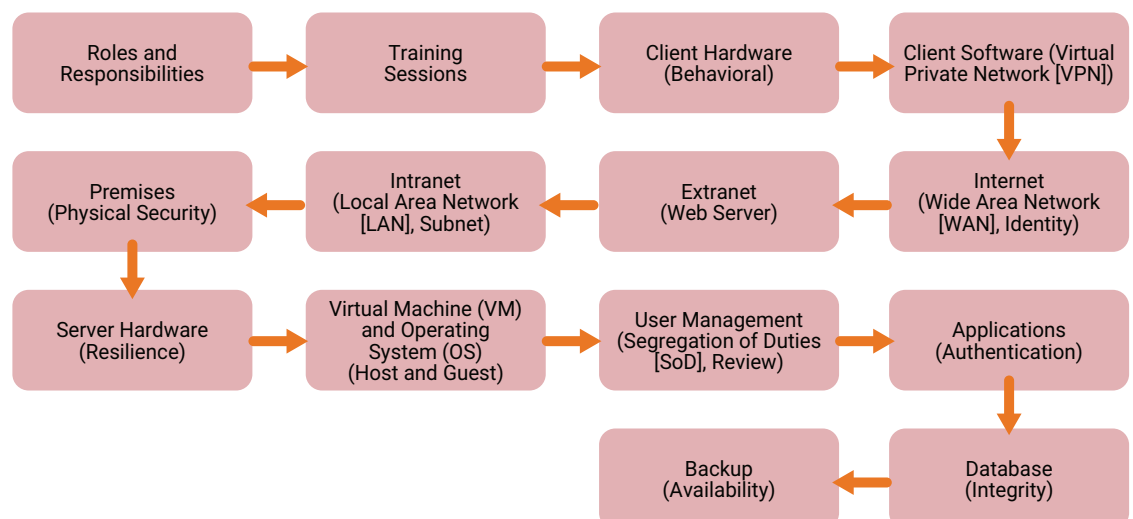 Roles and
Responsibilities
Training
Sessions
Client Hardware
(Behavioral)
Client Software (Virtual
Private Network [VPN])
Internet
(Wide Area Network
[WAN], Identity)
Extranet
(Web Server)
Intranet
(Local Area Network
[LAN], Subnet)
Premises
(Physical Security)
Server Hardware
(Resilience)
Virtual Machine (VM)
and Operating
System (OS)
(Host and Guest)
User Management
(Segregation of Duties
[SoD], Review)
Applications
(Authentication)
Database
(Integrity)
Backup
(Availability)